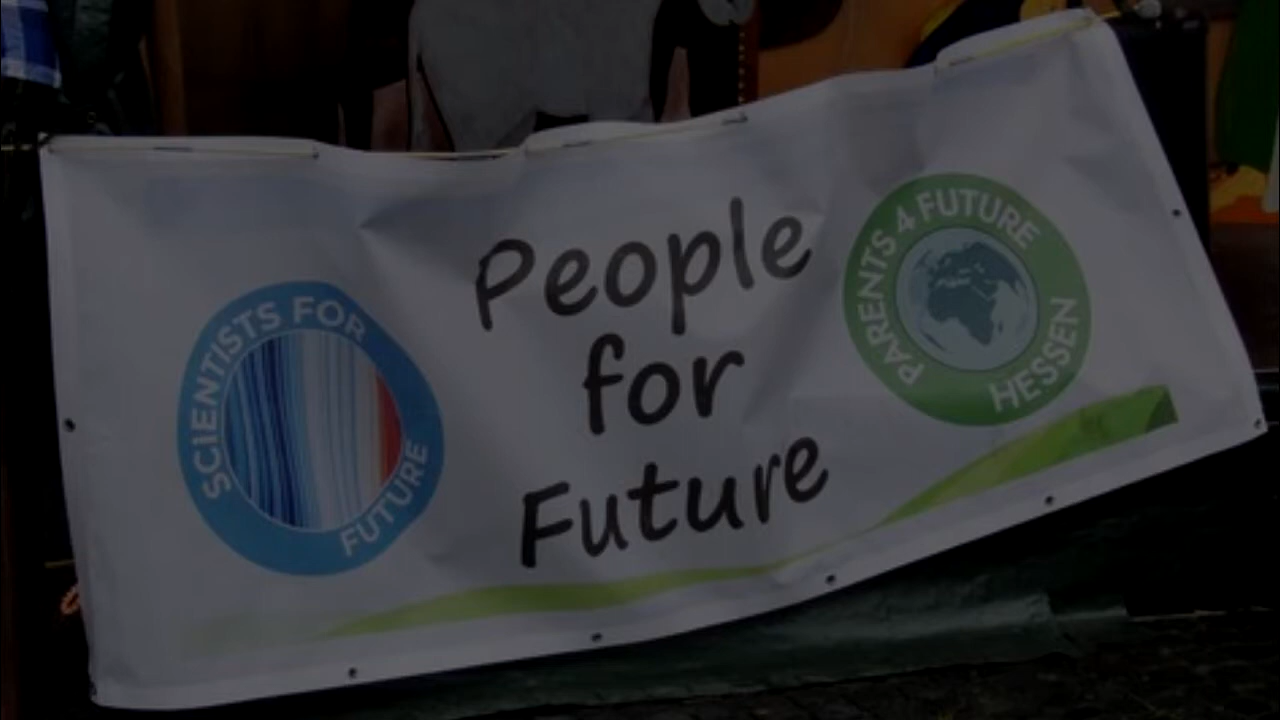 SCIENTISTS FOR
FUTURE
People
for
Future
PARENTS 4 FUTURE
HESSEN